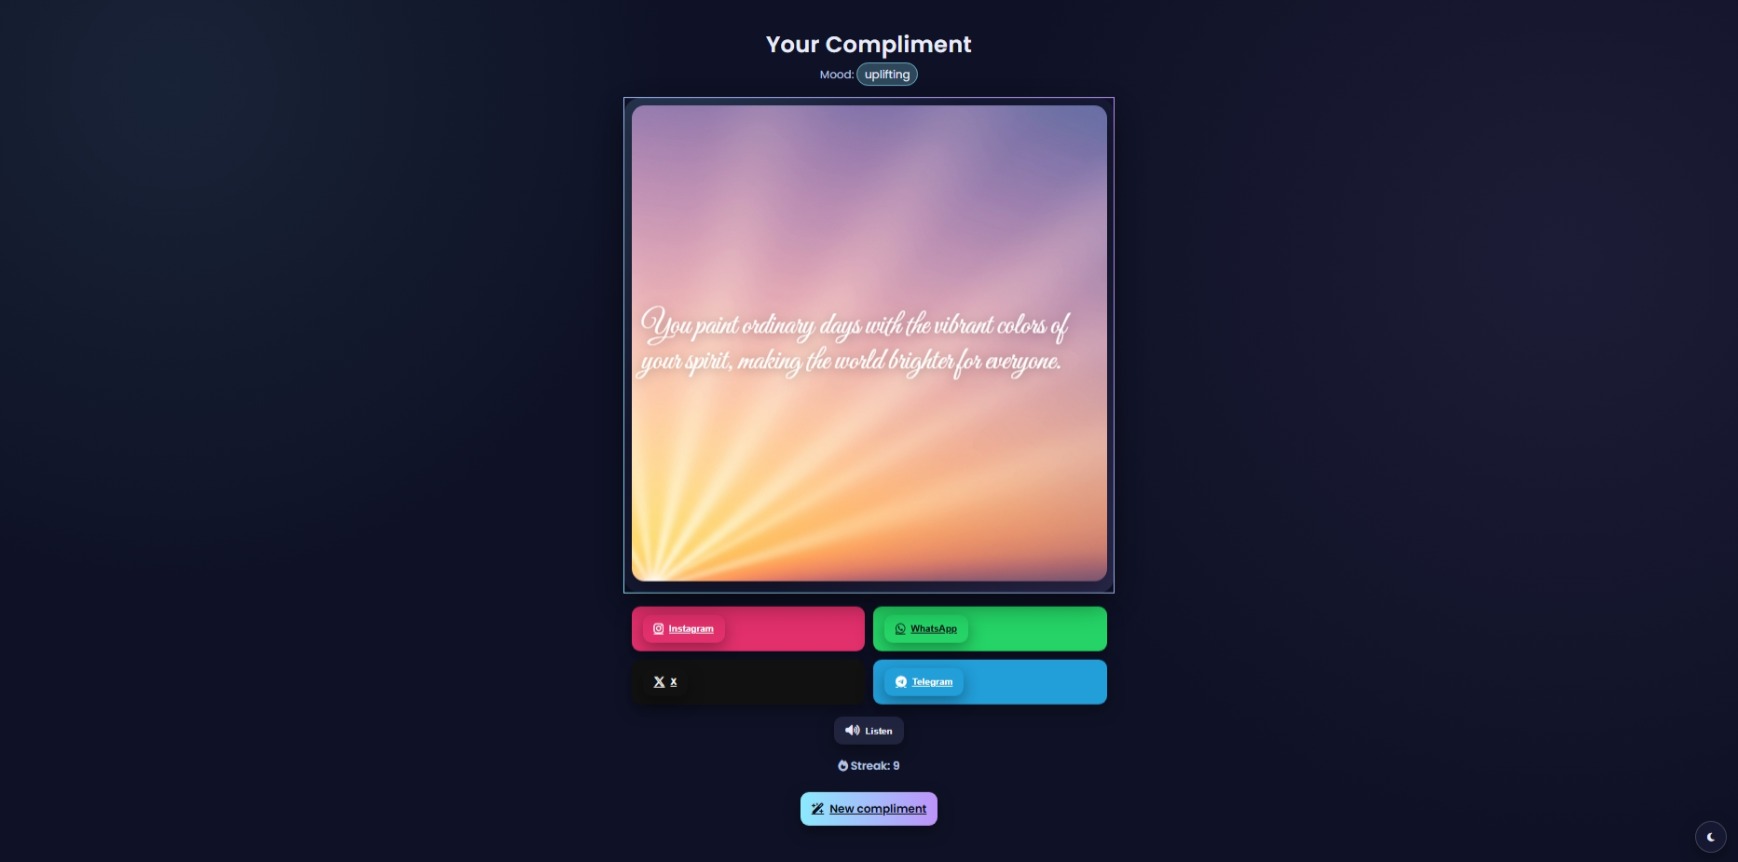 Your Compliment
Mood: uplifting
You paint ordinary days with the vibrant colors of
your spirit, making the world brighter for everyone.
Instagram
WhatsApp
X
Telegram
Listen
Streak: 9
New compliment